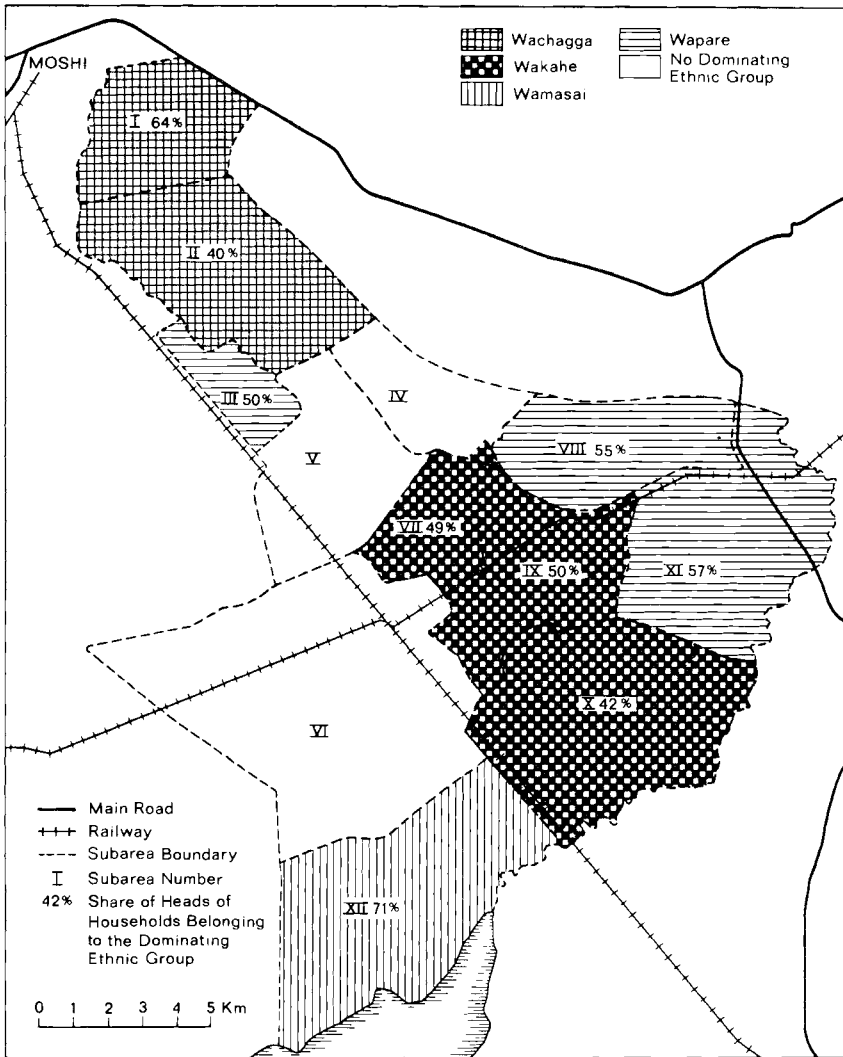 MOSHI
Wachagga
Wakahe
Wamasai
Wapare
No Dominating
Ethnic Group
I 64%
II 40%
III 50%
IV
V
VIII 55%
VII 49%
IX 50%
XI 57%
X 42%
VI
XII 71%
Main Road
Railway
Subarea Boundary
I Subarea Number
42% Share of Heads of
Households Belonging
to the Dominating
Ethnic Group
0 1 2 3 4 5 Km